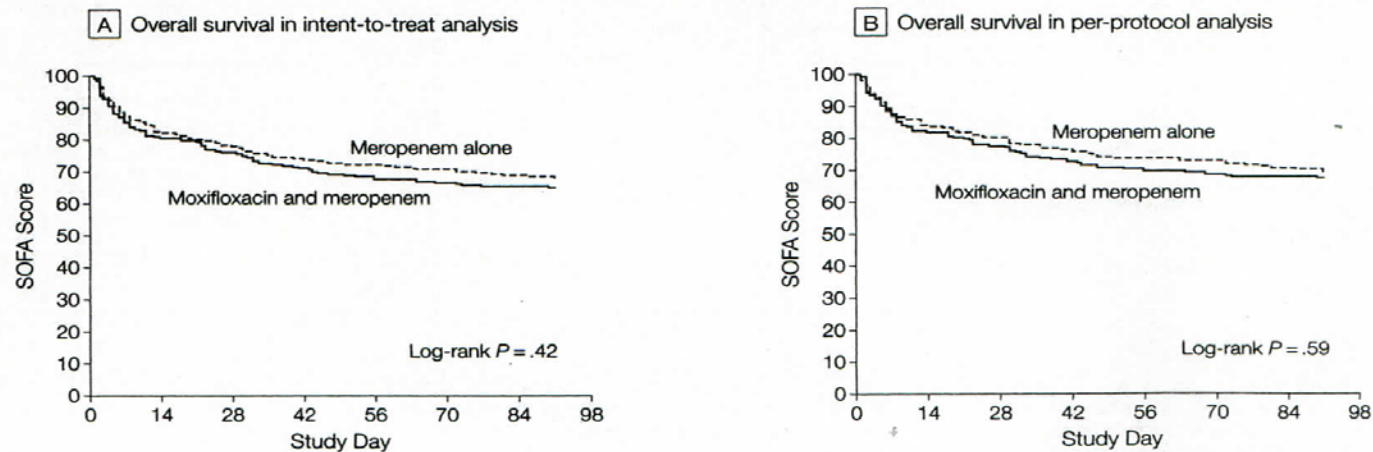 A Overall survival in intent-to-treat analysis
100
90
80
70
60
50
40
30
20
10
0
SOFA Score
Meropenem alone
Moxifloxacin and meropenem
Log-rank P = .42
0 14 28 42 56 70 84 98
Study Day
B Overall survival in per-protocol analysis
100
90
80
70
60
50
40
30
20
10
0
SOFA Score
Meropenem alone
Moxifloxacin and meropenem
Log-rank P = .59
0 14 28 42 56 70 84 98
Study Day